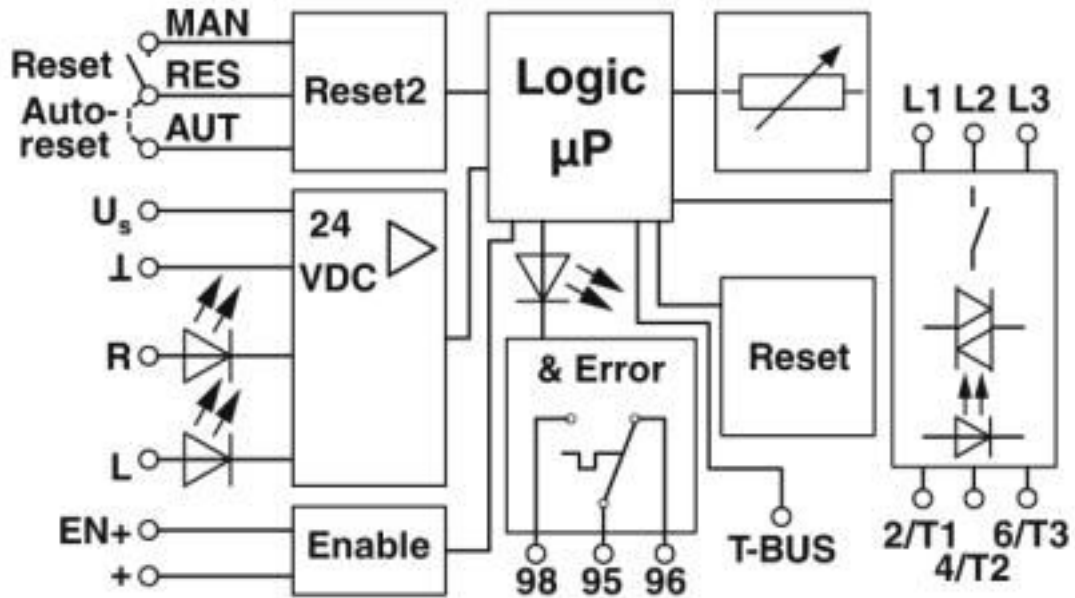 MAN
Reset
RES
Auto-
reset
AUT
Reset2
Logic
µP
L1 L2 L3
Us
⊥
R
L
24
VDC
EN+
+
Enable
& Error
98 95 96
Reset
T-BUS
2/T1 6/T3
4/T2